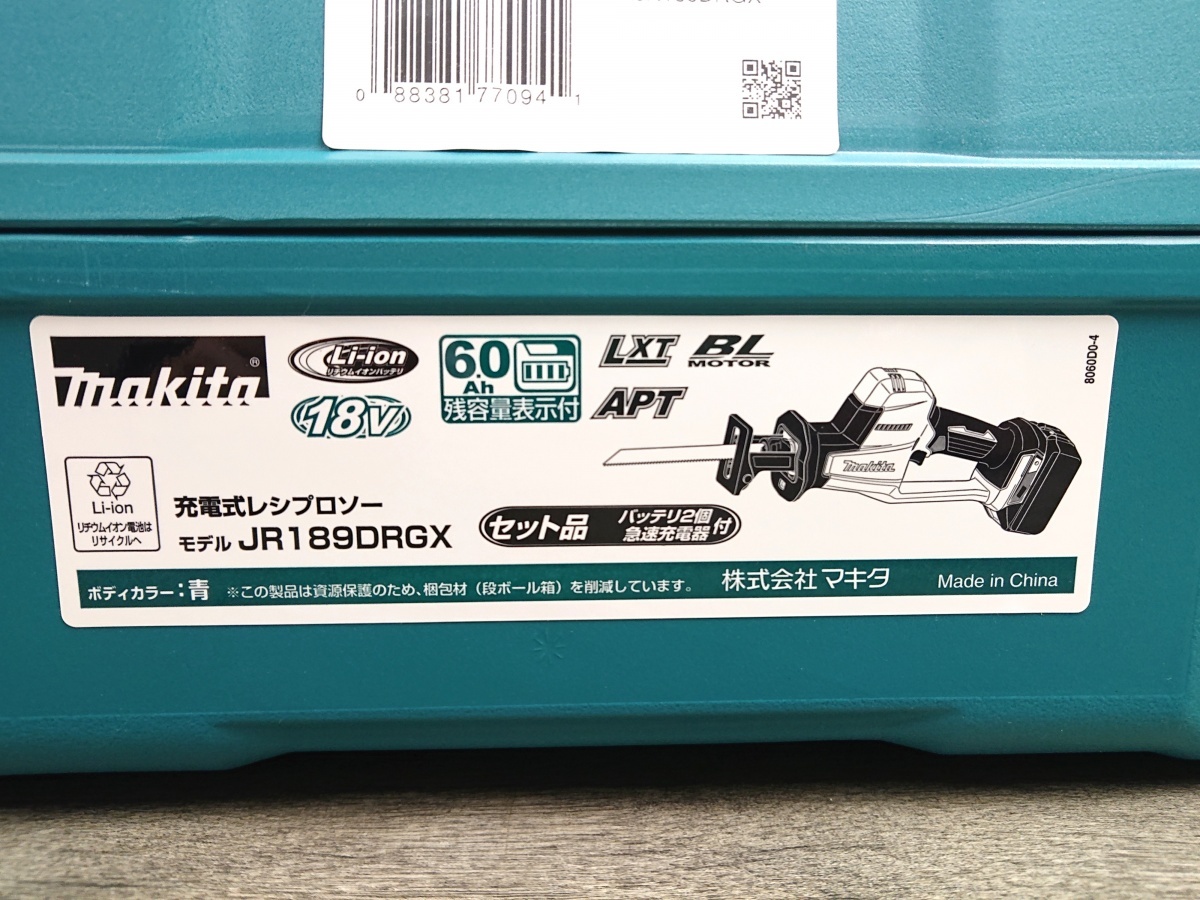 0 88381 77094 1
makita®
Li-ion
リチウムイオンバッテリ
18V
6.0
Ah
残容量表示付
LXT
BL
MOTOR
APT
8060D0-4
makita
Li-ion
リチウムイオン電池は
リサイクルへ
充電式レシプロソー
モデル JR189DRGX
セット品 バッテリ2個
急速充電器 付
ボディカラー:青 ※この製品は資源保護のため、梱包材(段ボール箱)を削減しています。 株式会社マキタ Made in China